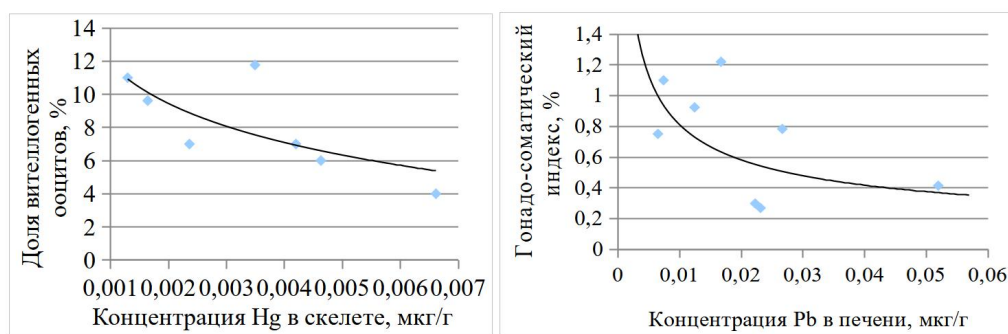 Доля вителлогенных
ооцитов, %
14
12
10
8
6
4
2
0
0,001 0,002 0,003 0,004 0,005 0,006 0,007
Концентрация Hg в скелете, мкг/г
Гонадо-соматический
индекс, %
1,4
1,2
1
0,8
0,6
0,4
0,2
0
0 0,01 0,02 0,03 0,04 0,05 0,06
Концентрация Pb в печени, мкг/г